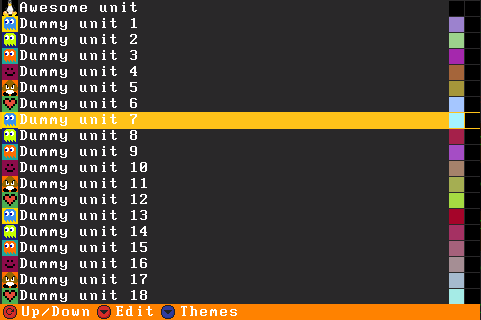 Awesome unit
Dummy unit 1
Dummy unit 2
Dummy unit 3
Dummy unit 4
Dummy unit 5
Dummy unit 6
Dummy unit 7
Dummy unit 8
Dummy unit 9
Dummy unit 10
Dummy unit 11
Dummy unit 12
Dummy unit 13
Dummy unit 14
Dummy unit 15
Dummy unit 16
Dummy unit 17
Dummy unit 18
Up/Down Edit Themes